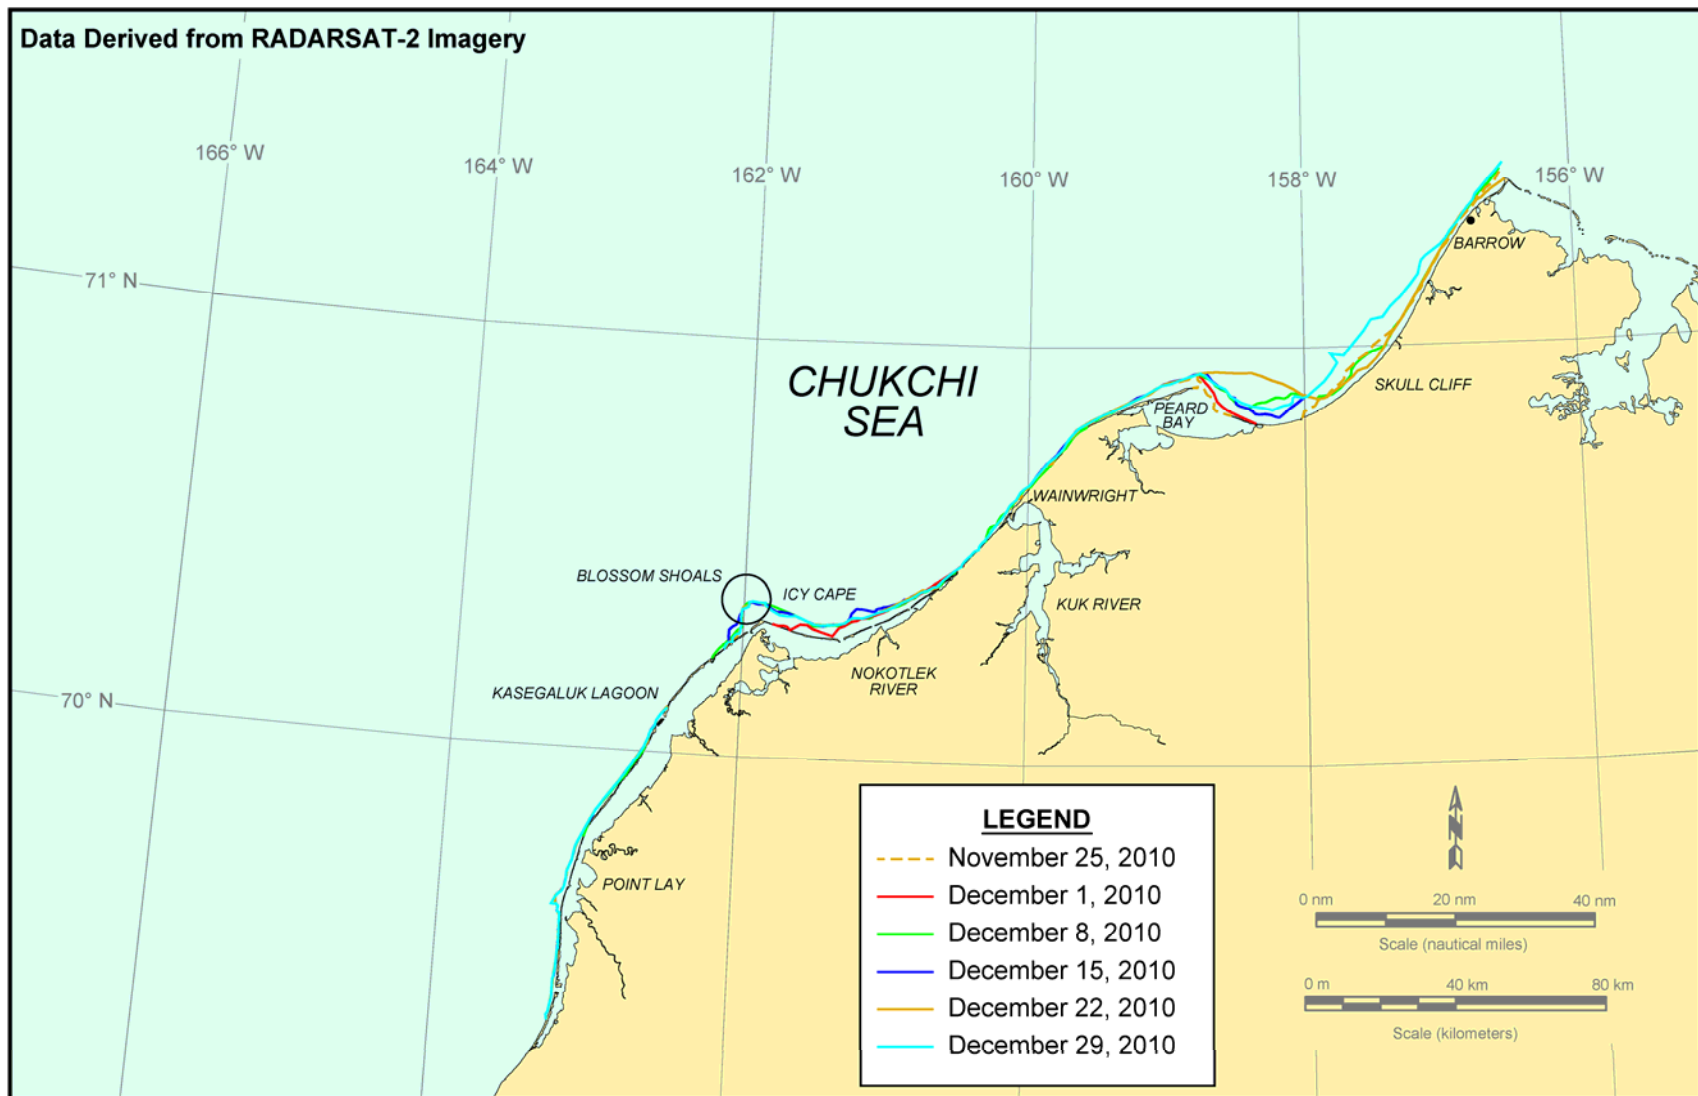 Data Derived from RADARSAT-2 Imagery
166° W
164° W
162° W
160° W
158° W
156° W
BARROW
71° N
CHUKCHI
SEA
SKULL CLIFF
PEARD
BAY
WAINWRIGHT
BLOSSOM SHOALS
ICY CAPE
KUK RIVER
NOKOTLEK
RIVER
KASEGALUK LAGOON
70° N
POINT LAY
LEGEND
November 25, 2010
December 1, 2010
December 8, 2010
December 15, 2010
December 22, 2010
December 29, 2010
N
0 nm 20 nm 40 nm
Scale (nautical miles)
0 m 40 km 80 km
Scale (kilometers)